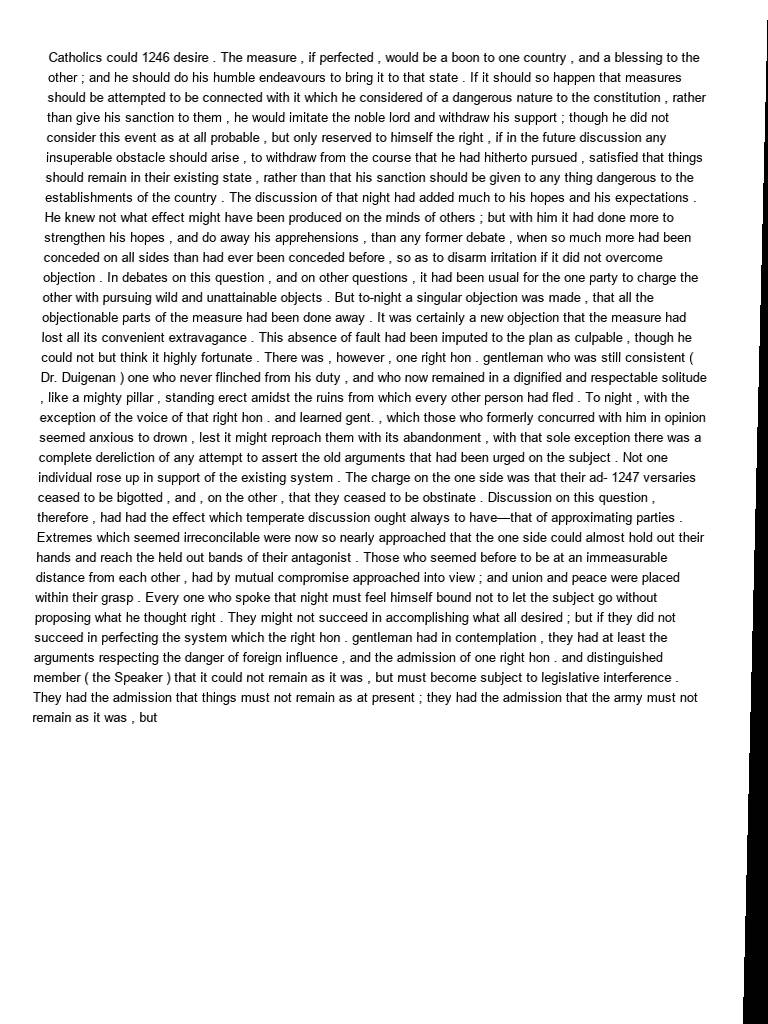 Catholics could 1246 desire . The measure , if perfected , would be a boon to one country , and a blessing to the
other ; and he should do his humble endeavours to bring it to that state . If it should so happen that measures
should be attempted to be connected with it which he considered of a dangerous nature to the constitution , rather
than give his sanction to them , he would imitate the noble lord and withdraw his support ; though he did not
consider this event as at all probable , but only reserved to himself the right , if in the future discussion any
insuperable obstacle should arise , to withdraw from the course that he had hitherto pursued , satisfied that things
should remain in their existing state , rather than that his sanction should be given to any thing dangerous to the
establishments of the country . The discussion of that night had added much to his hopes and his expectations .
He knew not what effect might have been produced on the minds of others ; but with him it had done more to
strengthen his hopes , and do away his apprehensions , than any former debate , when so much more had been
conceded on all sides than had ever been conceded before , so as to disarm irritation if it did not overcome
objection . In debates on this question , and on other questions , it had been usual for the one party to charge the
other with pursuing wild and unattainable objects . But to-night a singular objection was made , that all the
objectionable parts of the measure had been done away . It was certainly a new objection that the measure had
lost all its convenient extravagance . This absence of fault had been imputed to the plan as culpable , though he
could not but think it highly fortunate . There was , however , one right hon . gentleman who was still consistent (
Dr. Duigenan ) one who never flinched from his duty , and who now remained in a dignified and respectable solitude
, like a mighty pillar , standing erect amidst the ruins from which every other person had fled . To night , with the
exception of the voice of that right hon . and learned gent. , which those who formerly concurred with him in opinion
seemed anxious to drown , lest it might reproach them with its abandonment , with that sole exception there was a
complete dereliction of any attempt to assert the old arguments that had been urged on the subject . Not one
individual rose up in support of the existing system . The charge on the one side was that their ad- 1247 versaries
ceased to be bigotted , and , on the other , that they ceased to be obstinate . Discussion on this question ,
therefore , had had the effect which temperate discussion ought always to have—that of approximating parties .
Extremes which seemed irreconcilable were now so nearly approached that the one side could almost hold out their
hands and reach the held out bands of their antagonist . Those who seemed before to be at an immeasurable
distance from each other , had by mutual compromise approached into view ; and union and peace were placed
within their grasp . Every one who spoke that night must feel himself bound not to let the subject go without
proposing what he thought right . They might not succeed in accomplishing what all desired ; but if they did not
succeed in perfecting the system which the right hon . gentleman had in contemplation , they had at least the
arguments respecting the danger of foreign influence , and the admission of one right hon . and distinguished
member ( the Speaker ) that it could not remain as it was , but must become subject to legislative interference .
They had the admission that things must not remain as at present ; they had the admission that the army must not
remain as it was , but